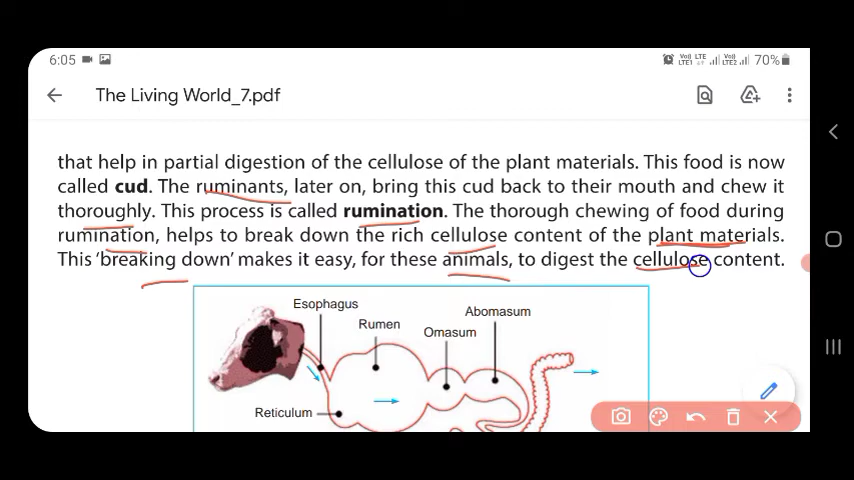 6:05 70%
The Living World_7.pdf
that help in partial digestion of the cellulose of the plant materials. This food is now
called cud. The ruminants, later on, bring this cud back to their mouth and chew it
thoroughly. This process is called rumination. The thorough chewing of food during
rumination, helps to break down the rich cellulose content of the plant materials.
This 'breaking down' makes it easy, for these animals, to digest the cellulose content.
Esophagus
Abomasum
Rumen
Omasum
Reticulum